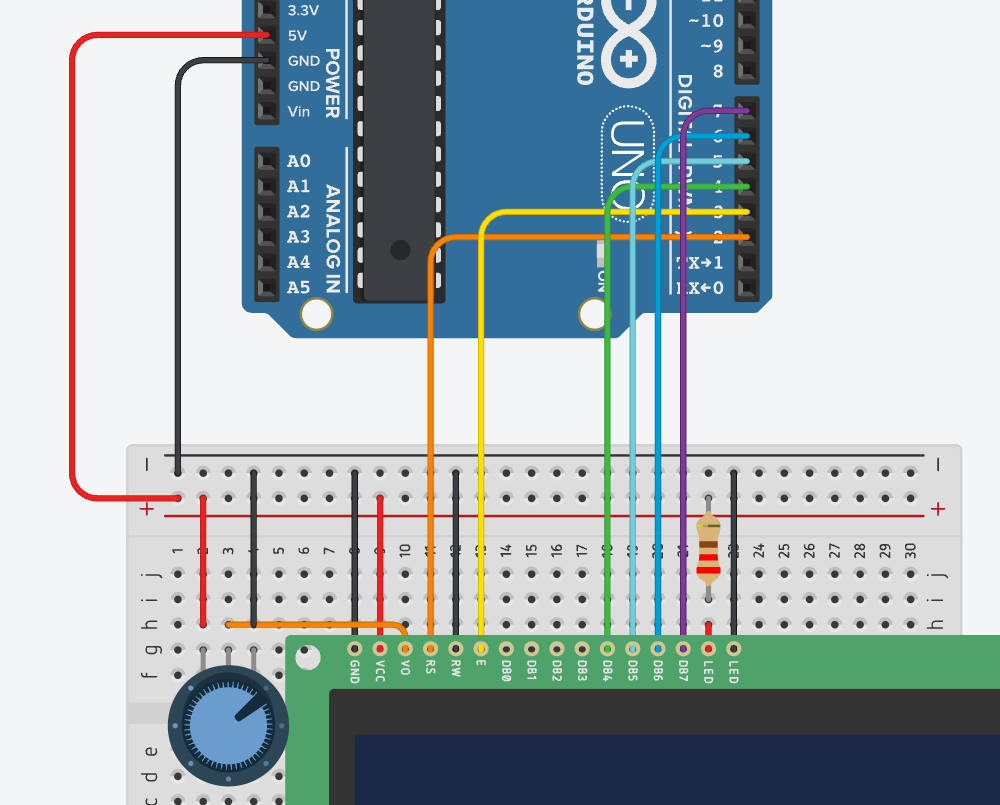 3.3V
5V
GND
GND
Vin
POWER
A0
A1
A2
A3
A4
A5
ANALOG IN
UNO
ON
~10
~9
8
2
TX→1
RX←0
−
−
+
+
1
2
3
4
5
6
7
8
9
10
11
12
13
14
15
16
17
18
19
20
21
23
24
25
26
27
28
29
30
j
i
h
g
f
e
d
c
j
i
h
GND
VCC
V0
RS
RW
E
DB0
DB1
DB2
DB3
DB4
DB5
DB6
DB7
LED
LED